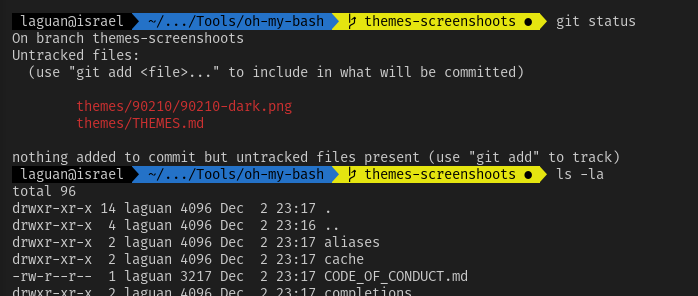 laguan@israel ~/.../Tools/oh-my-bash themes-screenshoots ● git status
On branch themes-screenshoots
Untracked files:
(use "git add <file>..." to include in what will be committed)
themes/90210/90210-dark.png
themes/THEMES.md
nothing added to commit but untracked files present (use "git add" to track)
laguan@israel ~/.../Tools/oh-my-bash themes-screenshoots ● ls -la
total 96
drwxr-xr-x 14 laguan 4096 Dec  2 23:17 .
drwxr-xr-x  4 laguan 4096 Dec  2 23:16 ..
drwxr-xr-x  2 laguan 4096 Dec  2 23:17 aliases
drwxr-xr-x  2 laguan 4096 Dec  2 23:17 cache
-rw-r--r--  1 laguan 3217 Dec  2 23:17 CODE_OF_CONDUCT.md
drwxr-xr-x  2 laguan 4096 Dec  2 23:17 completions